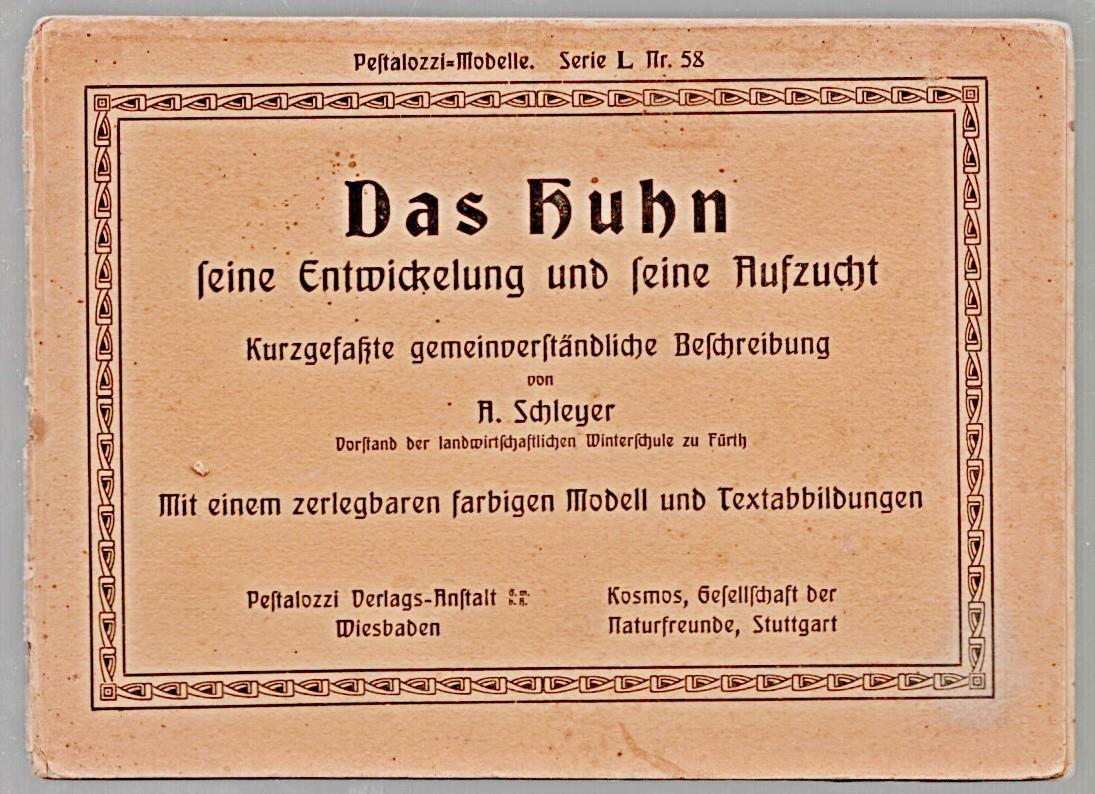 Peſtalozzi=Modelle. Serie L Nr. 58
Das Huhn
ſeine Entwickelung und ſeine Aufzucht
Kurzgefaßte gemeinverſtändliche Beſchreibung
von
A. Schleyer
Vorſtand der landwirtſchaftlichen Winterſchule zu Fürth
Mit einem zerlegbaren farbigen Modell und Textabbildungen
Peſtalozzi Verlags-Anſtalt
Wiesbaden
Kosmos, Geſellſchaft der
Naturfreunde, Stuttgart